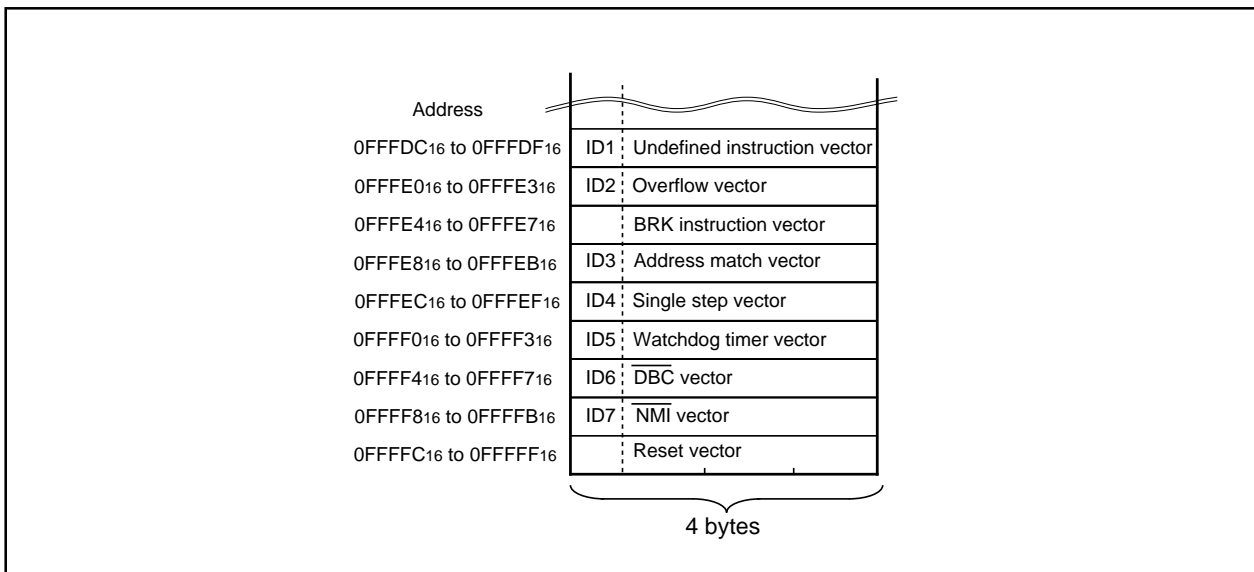 Address
0FFFDC16 to 0FFFDF16 ID1 Undefined instruction vector
0FFFE016 to 0FFFE316 ID2 Overflow vector
0FFFE416 to 0FFFE716 BRK instruction vector
0FFFE816 to 0FFFEB16 ID3 Address match vector
0FFFEC16 to 0FFFEF16 ID4 Single step vector
0FFFF016 to 0FFFF316 ID5 Watchdog timer vector
0FFFF416 to 0FFFF716 ID6 D̅B̅C̅ vector
0FFFF816 to 0FFFFB16 ID7 N̅M̅I̅ vector
0FFFFC16 to 0FFFFF16 Reset vector
4 bytes